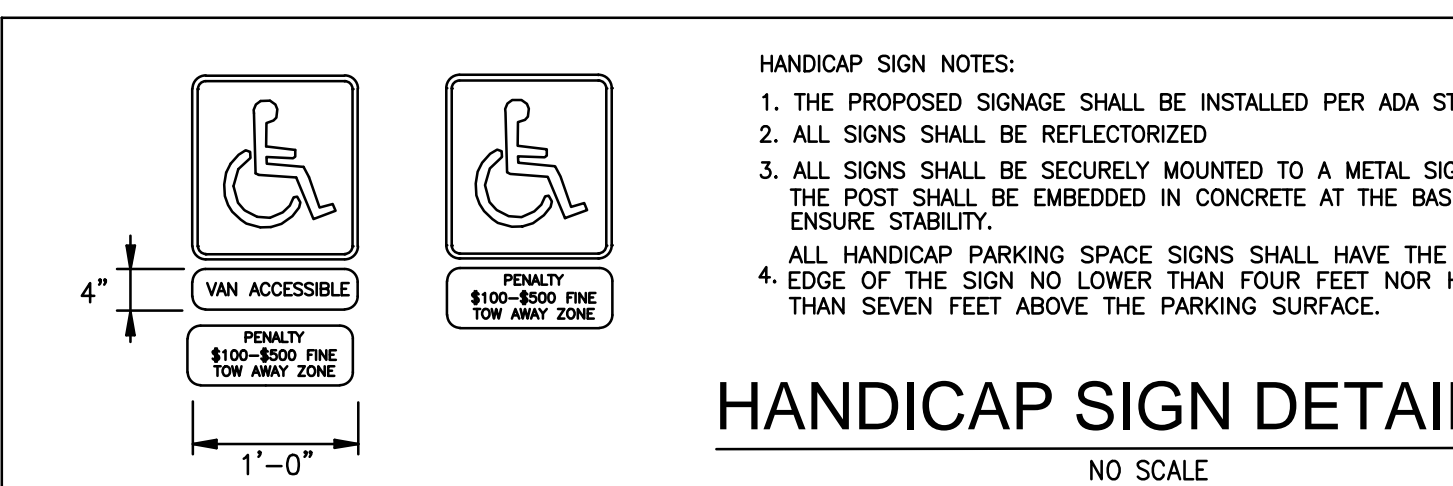 VAN ACCESSIBLE
4"
PENALTY
$100-$500 FINE
TOW AWAY ZONE
1'-0"
PENALTY
$100-$500 FINE
TOW AWAY ZONE
HANDICAP SIGN NOTES:
1. THE PROPOSED SIGNAGE SHALL BE INSTALLED PER ADA
2. ALL SIGNS SHALL BE REFLECTORIZED
3. ALL SIGNS SHALL BE SECURELY MOUNTED TO A METAL
THE POST SHALL BE EMBEDDED IN CONCRETE AT THE
ENSURE STABILITY.
ALL HANDICAP PARKING SPACE SIGNS SHALL HAVE THE
4. EDGE OF THE SIGN NO LOWER THAN FOUR FEET NOR
THAN SEVEN FEET ABOVE THE PARKING SURFACE.
HANDICAP SIGN DETAI
NO SCALE